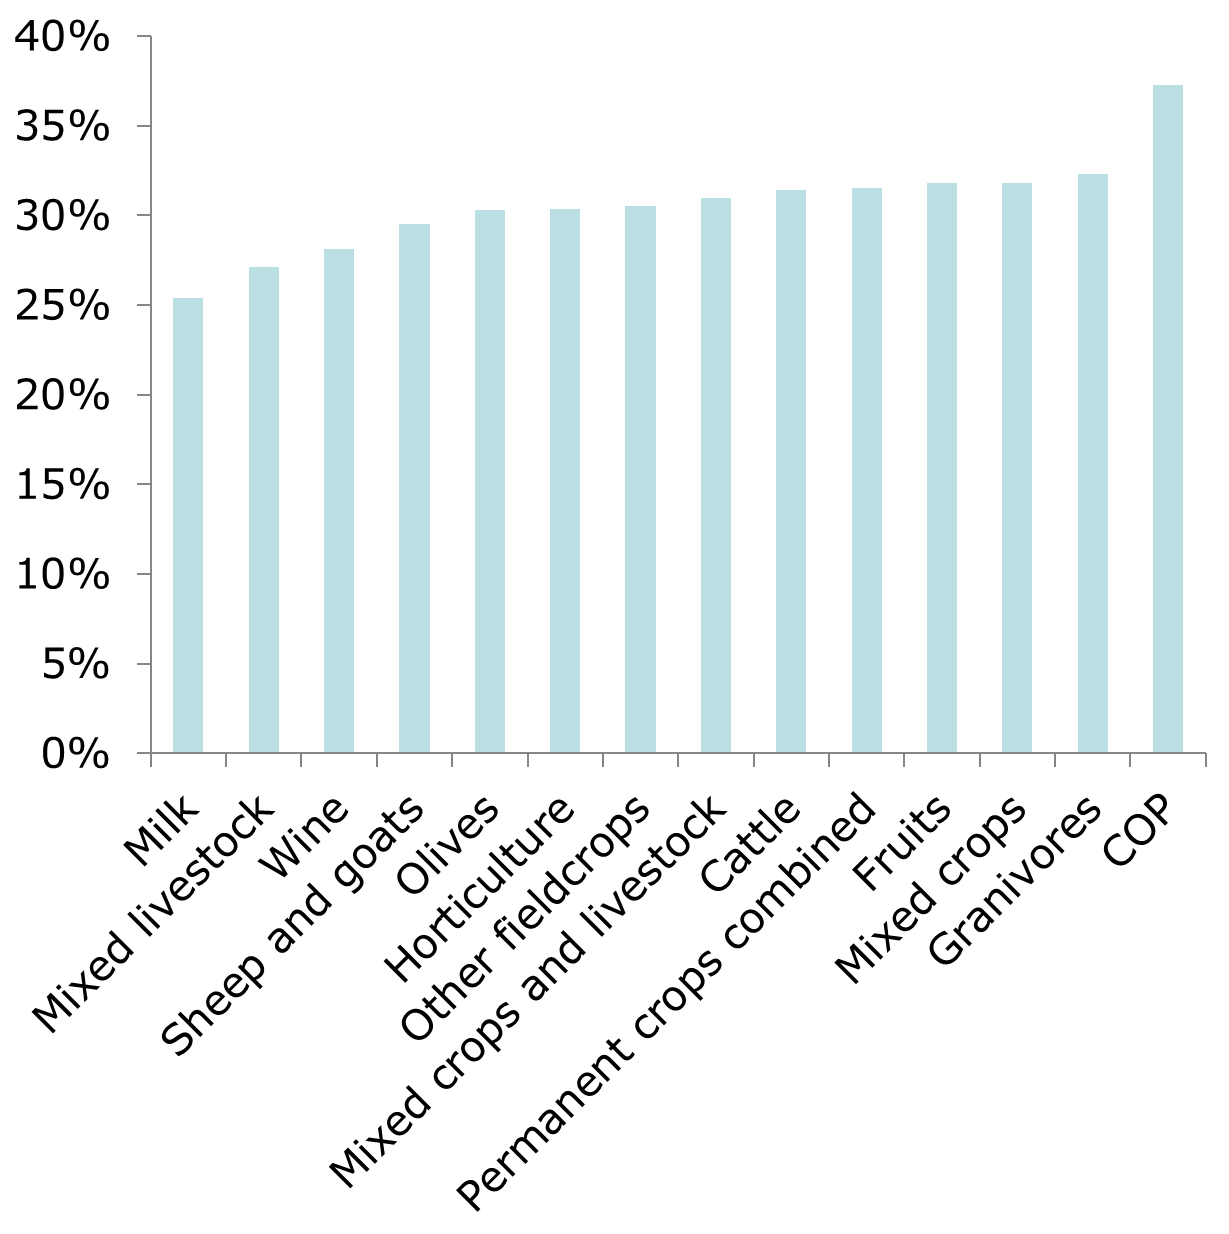 40%
35%
30%
25%
20%
15%
10%
5%
0%
Milk
Mixed livestock
Wine
Sheep and goats
Olives
Horticulture
Other fieldcrops
Mixed crops and livestock
Cattle
Permanent crops combined
Fruits
Mixed crops
Granivores
COP